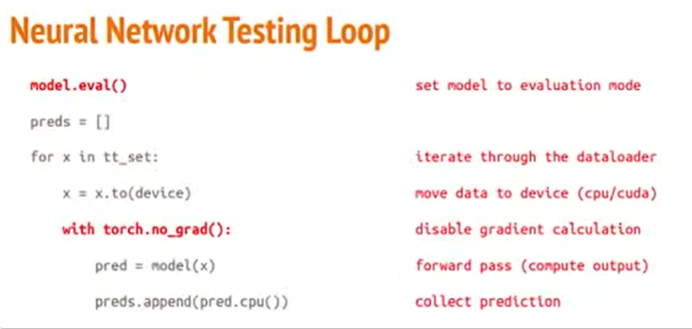 Neural Network Testing Loop
model.eval() set model to evaluation mode
preds = []
for x in tt_set: iterate through the dataloader
x = x.to(device) move data to device (cpu/cuda)
with torch.no_grad(): disable gradient calculation
pred = model(x) forward pass (compute output)
preds.append(pred.cpu()) collect prediction